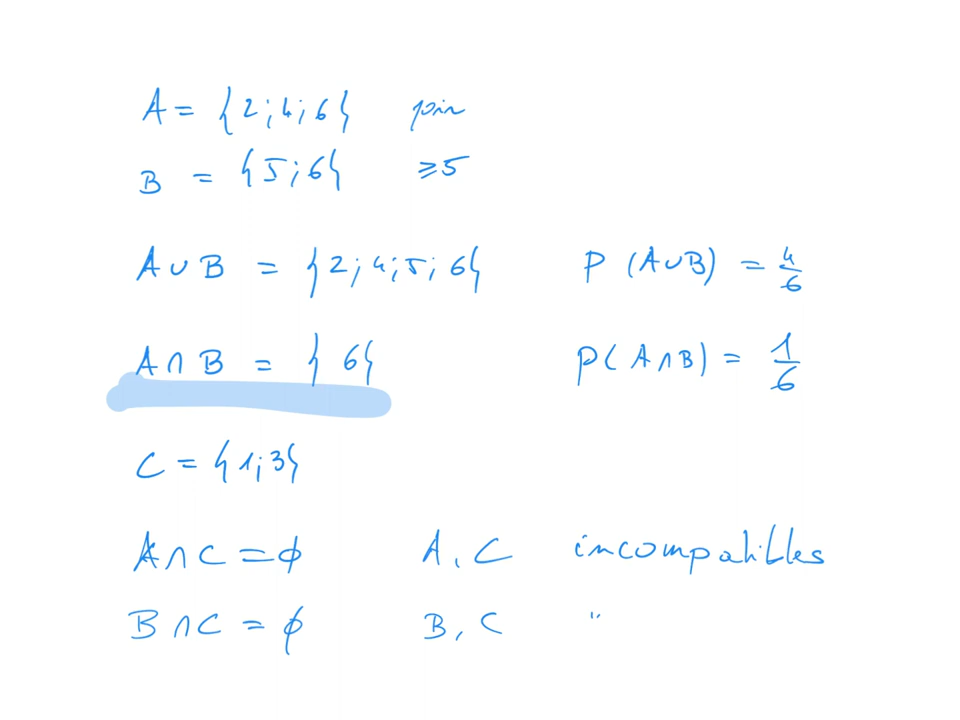 A = {2;4;6} pair
B = {5;6} ⩾5
A∪B = {2;4;5;6} P(A∪B) = 4/6
A∩B = {6} P(A∩B) = 1/6
C = {1;3}
A∩C = ϕ A, C incompatibles
B∩C = ϕ B, C "